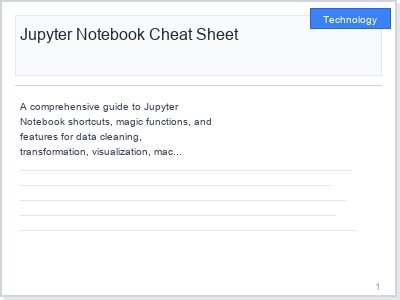 Technology
Jupyter Notebook Cheat Sheet
A comprehensive guide to Jupyter
Notebook shortcuts, magic functions, and
features for data cleaning,
transformation, visualization, mac...
1